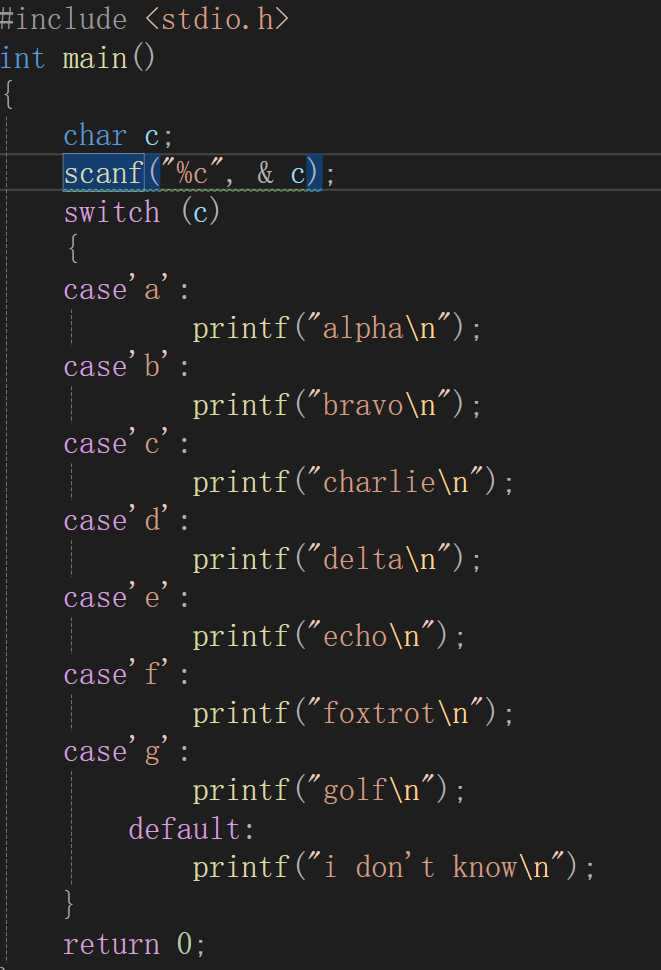 #include <stdio.h>
int main()
{
char c;
scanf("%c", & c);
switch (c)
{
case'a':
printf("alpha\n");
case'b':
printf("bravo\n");
case'c':
printf("charlie\n");
case'd':
printf("delta\n");
case'e':
printf("echo\n");
case'f':
printf("foxtrot\n");
case'g':
printf("golf\n");
default:
printf("i don't know\n");
}
return 0;